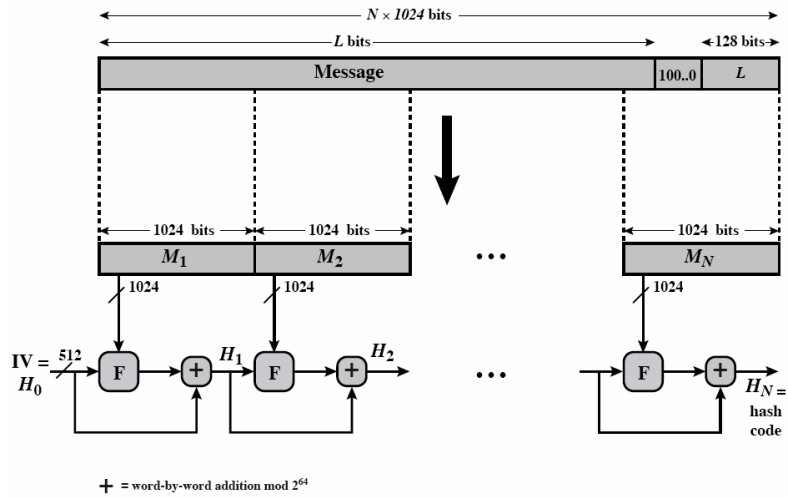 N × 1024 bits
L bits
128 bits
Message
100..0
L
1024 bits
1024 bits
1024 bits
M1
M2
...
MN
1024
1024
1024
IV =
H0
512
F
+
H1
F
+
H2
...
F
+
HN =
hash
code
+ = word-by-word addition mod 2^64